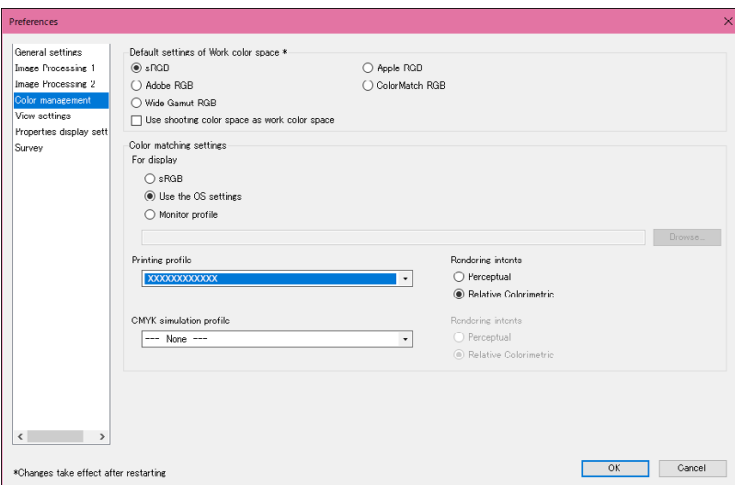 Preferences
General settings
Image Processing 1
Image Processing 2
Color management
View settings
Properties display sett
Survey
Default settings of Work color space *
sRGB
Apple RGB
Adobe RGB
ColorMatch RGB
Wide Gamut RGB
Use shooting color space as work color space
Color matching settings
For display
sRGB
Use the OS settings
Monitor profile
Browse...
Printing profile
XXXXXXXXXXXX
Rendering intents
Perceptual
Relative Colorimetric
CMYK simulation profile
--- None ---
Rendering intents
Perceptual
Relative Colorimetric
*Changes take effect after restarting
OK
Cancel